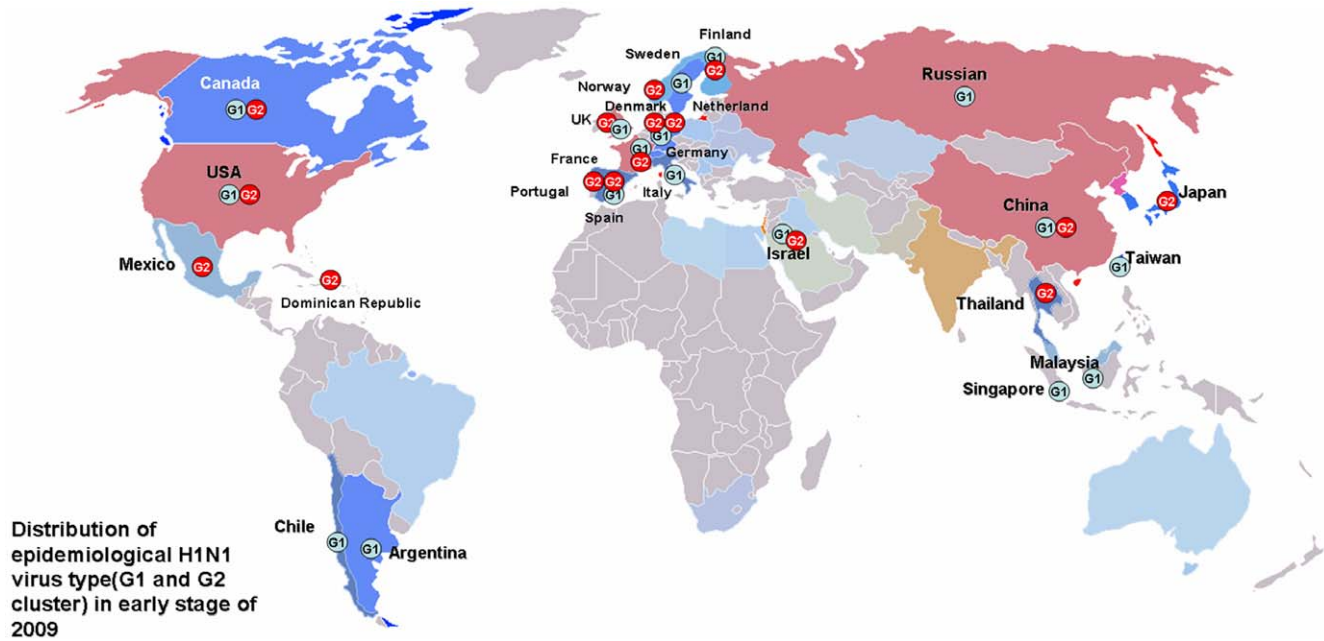 Finland
Sweden
G1
G2
Russian
Canada
G1
Norway
G2
G1
G1 G2
Denmark
Netherland
UK
G2
G1
G2
G2
G1
G1
France
G2
Germany
USA
Portugal
G2
G2
G1
G1 G2
Italy
G1
Spain
China
G2
Japan
G1 G2
G1
G2
Israel
Mexico
G2
G1
Taiwan
G2
Dominican Republic
Thailand
G2
Malaysia
G1
Singapore
G1
Chile
G1
G1
Argentina
Distribution of
epidemiological H1N1
virus type(G1 and G2
cluster) in early stage of
2009